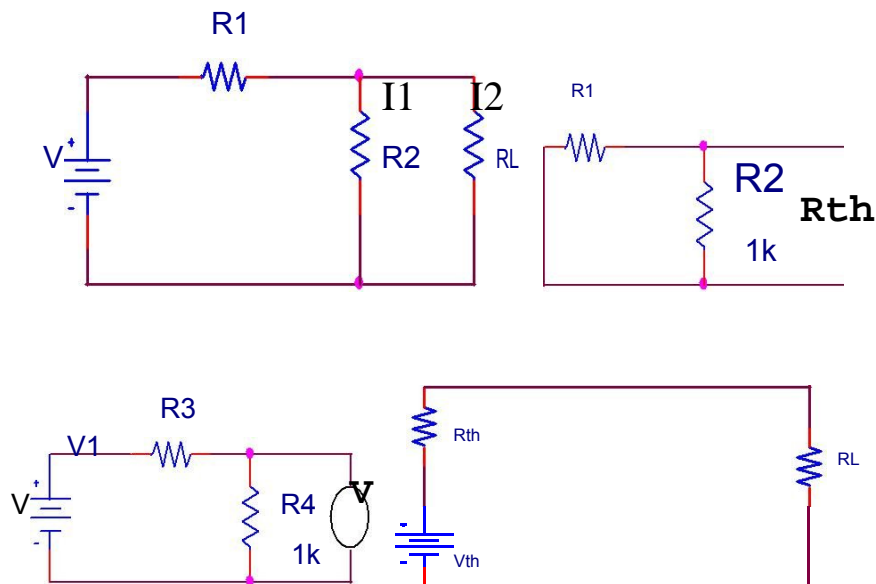 R1
V
+
-
I1
I2
R2
RL
R1
R2
Rth
1k
R3
V1
V
+
-
R4
1k
V
Rth
-
-
Vth
RL